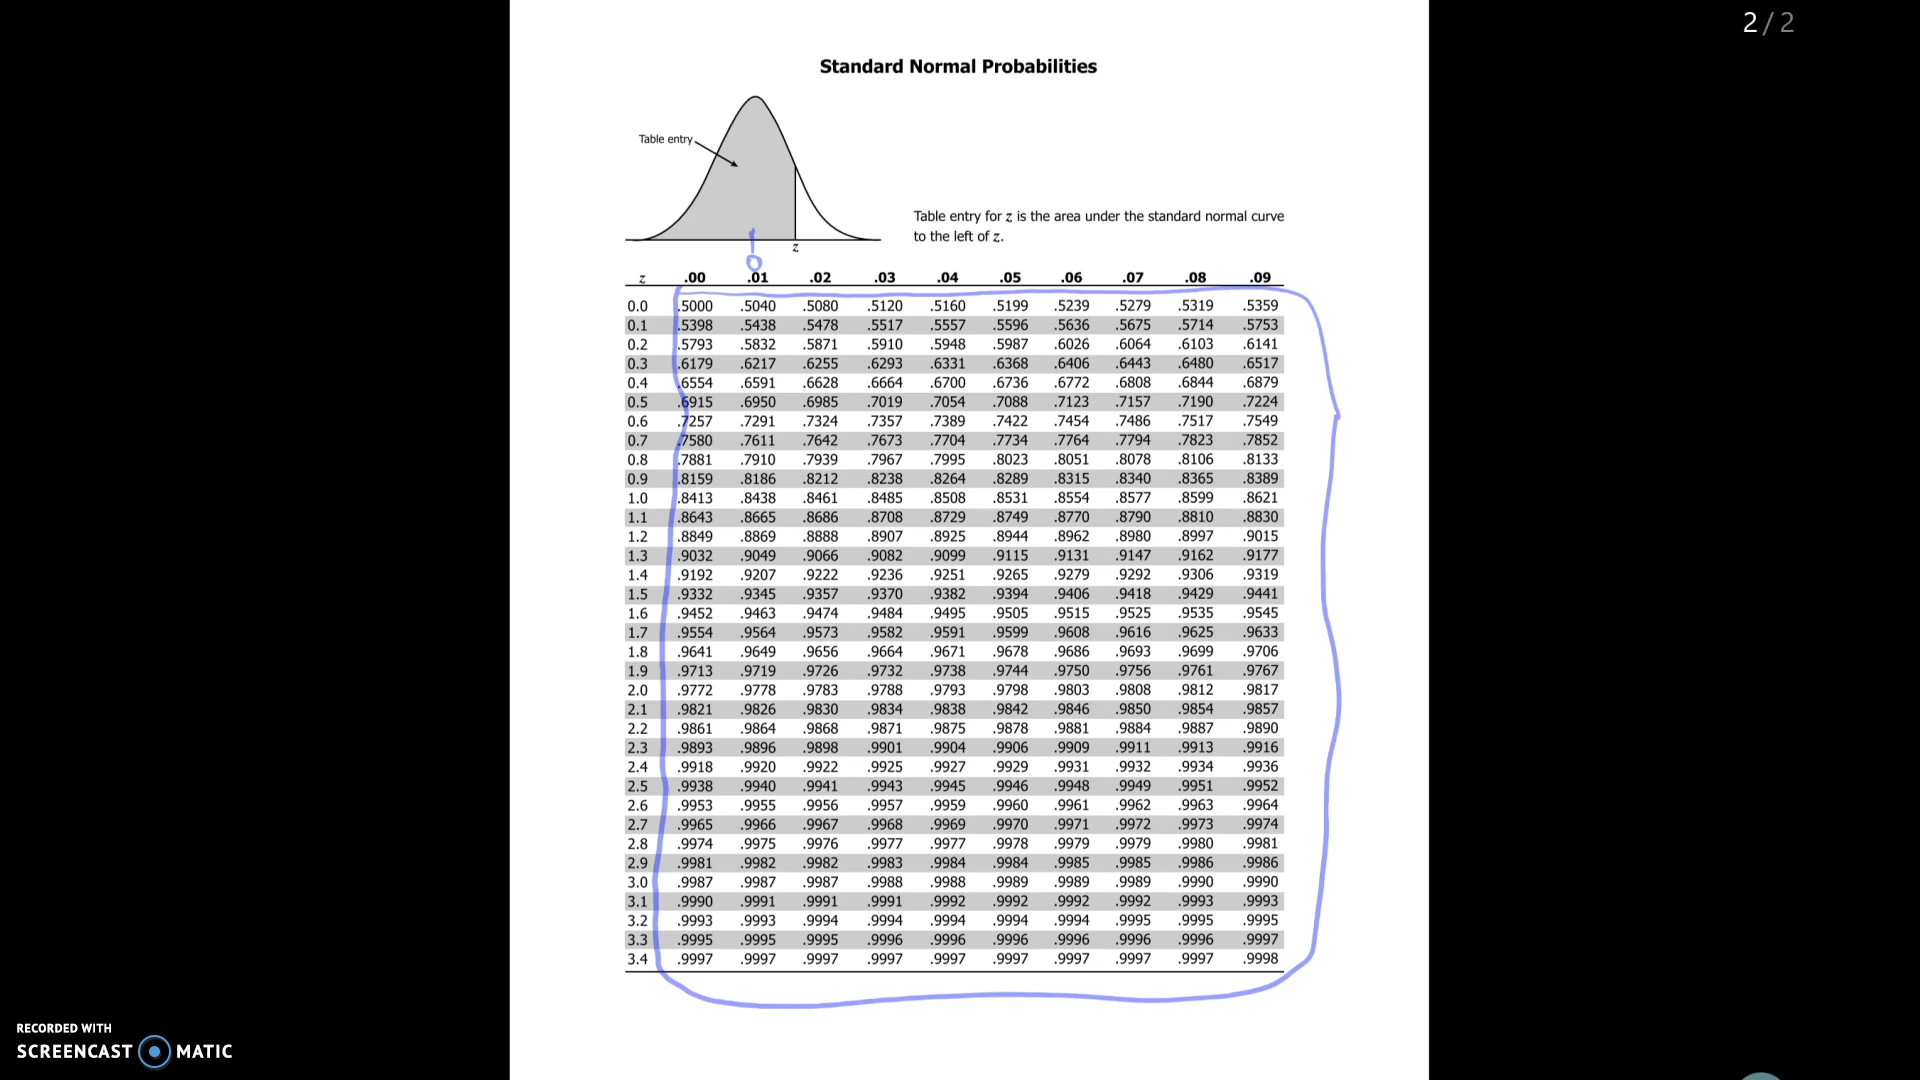 2 / 2
Standard Normal Probabilities
Table entry
Table entry for z is the area under the standard normal curve
to the left of z.
z
0
z .00 .01 .02 .03 .04 .05 .06 .07 .08 .09
0.0 .5000 .5040 .5080 .5120 .5160 .5199 .5239 .5279 .5319 .5359
0.1 .5398 .5438 .5478 .5517 .5557 .5596 .5636 .5675 .5714 .5753
0.2 .5793 .5832 .5871 .5910 .5948 .5987 .6026 .6064 .6103 .6141
0.3 .6179 .6217 .6255 .6293 .6331 .6368 .6406 .6443 .6480 .6517
0.4 .6554 .6591 .6628 .6664 .6700 .6736 .6772 .6808 .6844 .6879
0.5 .6915 .6950 .6985 .7019 .7054 .7088 .7123 .7157 .7190 .7224
0.6 .7257 .7291 .7324 .7357 .7389 .7422 .7454 .7486 .7517 .7549
0.7 .7580 .7611 .7642 .7673 .7704 .7734 .7764 .7794 .7823 .7852
0.8 .7881 .7910 .7939 .7967 .7995 .8023 .8051 .8078 .8106 .8133
0.9 .8159 .8186 .8212 .8238 .8264 .8289 .8315 .8340 .8365 .8389
1.0 .8413 .8438 .8461 .8485 .8508 .8531 .8554 .8577 .8599 .8621
1.1 .8643 .8665 .8686 .8708 .8729 .8749 .8770 .8790 .8810 .8830
1.2 .8849 .8869 .8888 .8907 .8925 .8944 .8962 .8980 .8997 .9015
1.3 .9032 .9049 .9066 .9082 .9099 .9115 .9131 .9147 .9162 .9177
1.4 .9192 .9207 .9222 .9236 .9251 .9265 .9279 .9292 .9306 .9319
1.5 .9332 .9345 .9357 .9370 .9382 .9394 .9406 .9418 .9429 .9441
1.6 .9452 .9463 .9474 .9484 .9495 .9505 .9515 .9525 .9535 .9545
1.7 .9554 .9564 .9573 .9582 .9591 .9599 .9608 .9616 .9625 .9633
1.8 .9641 .9649 .9656 .9664 .9671 .9678 .9686 .9693 .9699 .9706
1.9 .9713 .9719 .9726 .9732 .9738 .9744 .9750 .9756 .9761 .9767
2.0 .9772 .9778 .9783 .9788 .9793 .9798 .9803 .9808 .9812 .9817
2.1 .9821 .9826 .9830 .9834 .9838 .9842 .9846 .9850 .9854 .9857
2.2 .9861 .9864 .9868 .9871 .9875 .9878 .9881 .9884 .9887 .9890
2.3 .9893 .9896 .9898 .9901 .9904 .9906 .9909 .9911 .9913 .9916
2.4 .9918 .9920 .9922 .9925 .9927 .9929 .9931 .9932 .9934 .9936
2.5 .9938 .9940 .9941 .9943 .9945 .9946 .9948 .9949 .9951 .9952
2.6 .9953 .9955 .9956 .9957 .9959 .9960 .9961 .9962 .9963 .9964
2.7 .9965 .9966 .9967 .9968 .9969 .9970 .9971 .9972 .9973 .9974
2.8 .9974 .9975 .9976 .9977 .9977 .9978 .9979 .9979 .9980 .9981
2.9 .9981 .9982 .9982 .9983 .9984 .9984 .9985 .9985 .9986 .9986
3.0 .9987 .9987 .9987 .9988 .9988 .9989 .9989 .9989 .9990 .9990
3.1 .9990 .9991 .9991 .9991 .9992 .9992 .9992 .9992 .9993 .9993
3.2 .9993 .9993 .9994 .9994 .9994 .9994 .9994 .9995 .9995 .9995
3.3 .9995 .9995 .9995 .9996 .9996 .9996 .9996 .9996 .9996 .9997
3.4 .9997 .9997 .9997 .9997 .9997 .9997 .9997 .9997 .9997 .9998
RECORDED WITH
SCREENCAST MATIC